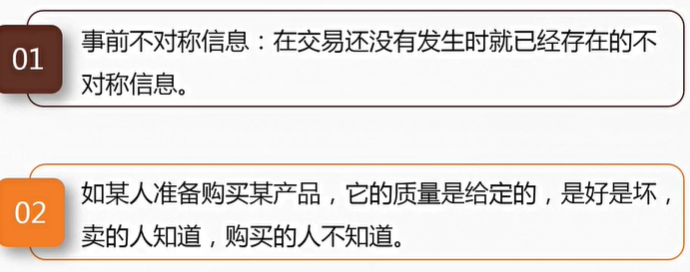 01
事前不对称信息：在交易还没有发生时就已经存在的不
对称信息。
02
如某人准备购买某产品，它的质量是给定的，是好是坏，
卖的人知道，购买的人不知道。